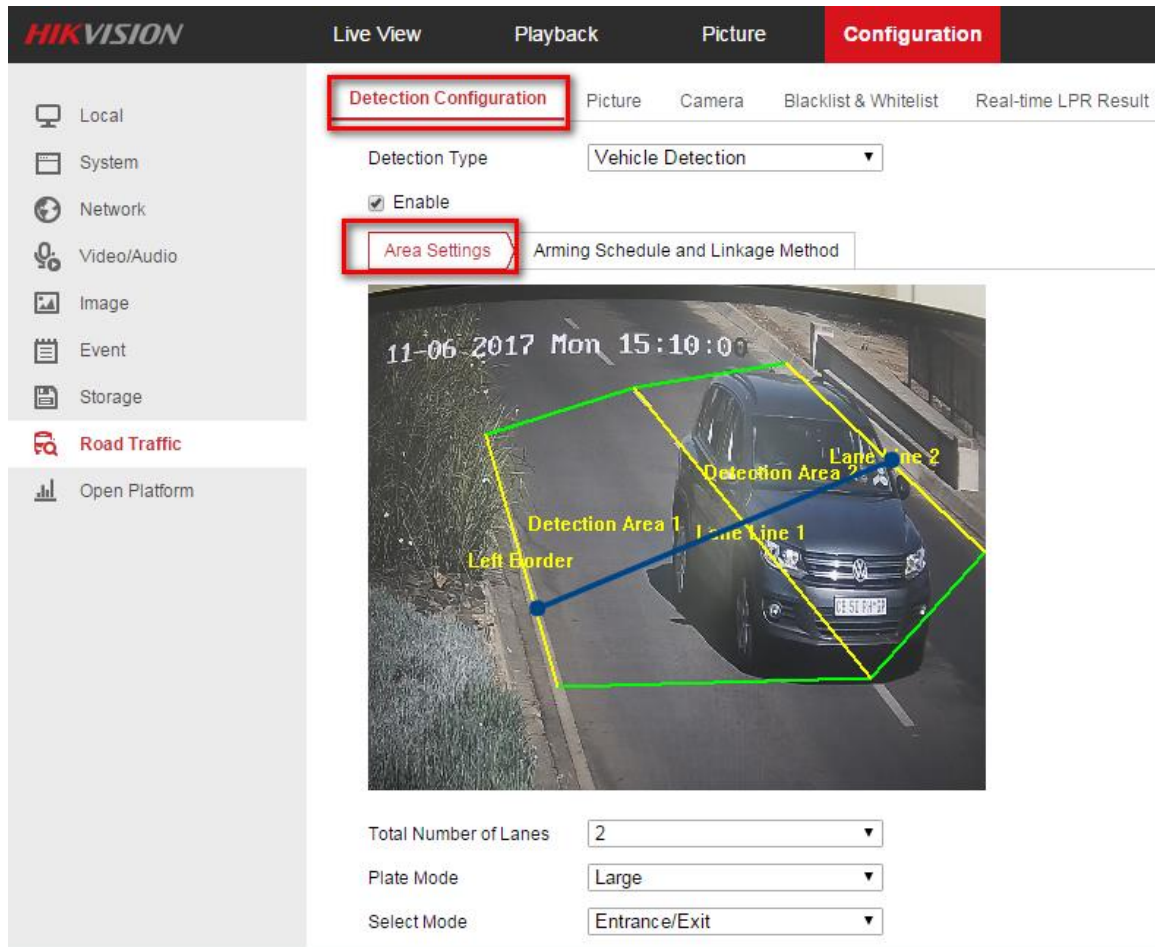 HIKVISION
Live View Playback Picture Configuration
Local
System
Network
Video/Audio
Image
Event
Storage
Road Traffic
Open Platform
Detection Configuration Picture Camera Blacklist & Whitelist Real-time LPR Result
Detection Type Vehicle Detection
Enable
Area Settings Arming Schedule and Linkage Method
11-06 2017 Mon 15:10:00
Lane Line 2
Detection Area 2
Detection Area 1
Lane Line 1
Left Border
Total Number of Lanes 2
Plate Mode Large
Select Mode Entrance/Exit